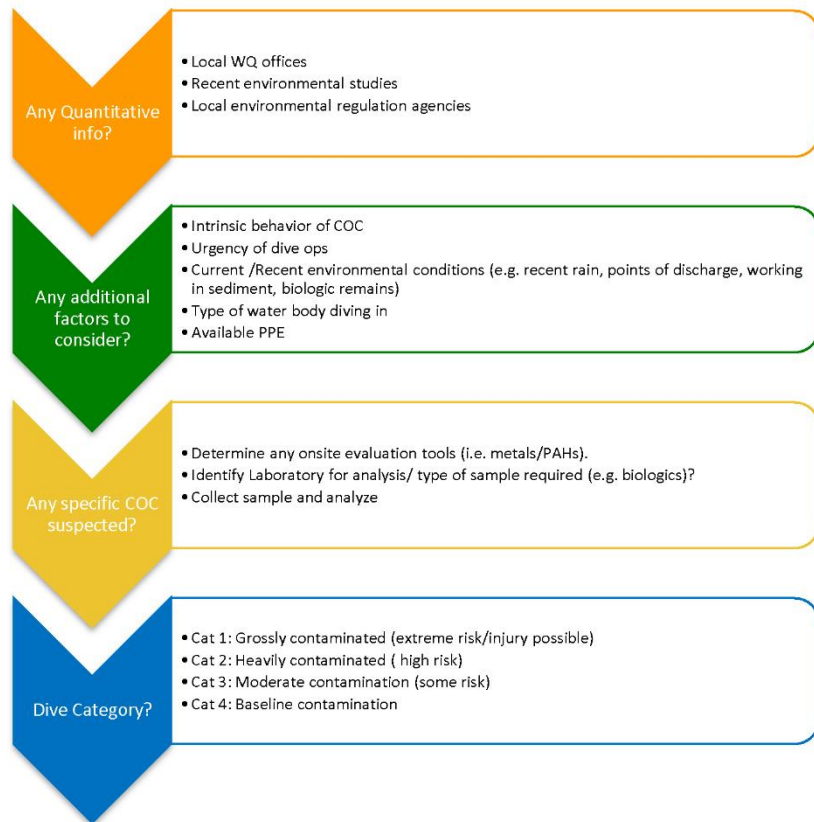 Any Quantitative
info?
• Local WQ offices
• Recent environmental studies
• Local environmental regulation agencies
Any additional
factors to
consider?
• Intrinsic behavior of COC
• Urgency of dive ops
• Current /Recent environmental conditions (e.g. recent rain, points of discharge, working
in sediment, biologic remains)
• Type of water body diving in
• Available PPE
Any specific COC
suspected?
• Determine any onsite evaluation tools (i.e. metals/PAHs).
• Identify Laboratory for analysis/ type of sample required (e.g. biologics)?
• Collect sample and analyze
Dive Category?
• Cat 1: Grossly contaminated (extreme risk/injury possible)
• Cat 2: Heavily contaminated ( high risk)
• Cat 3: Moderate contamination (some risk)
• Cat 4: Baseline contamination